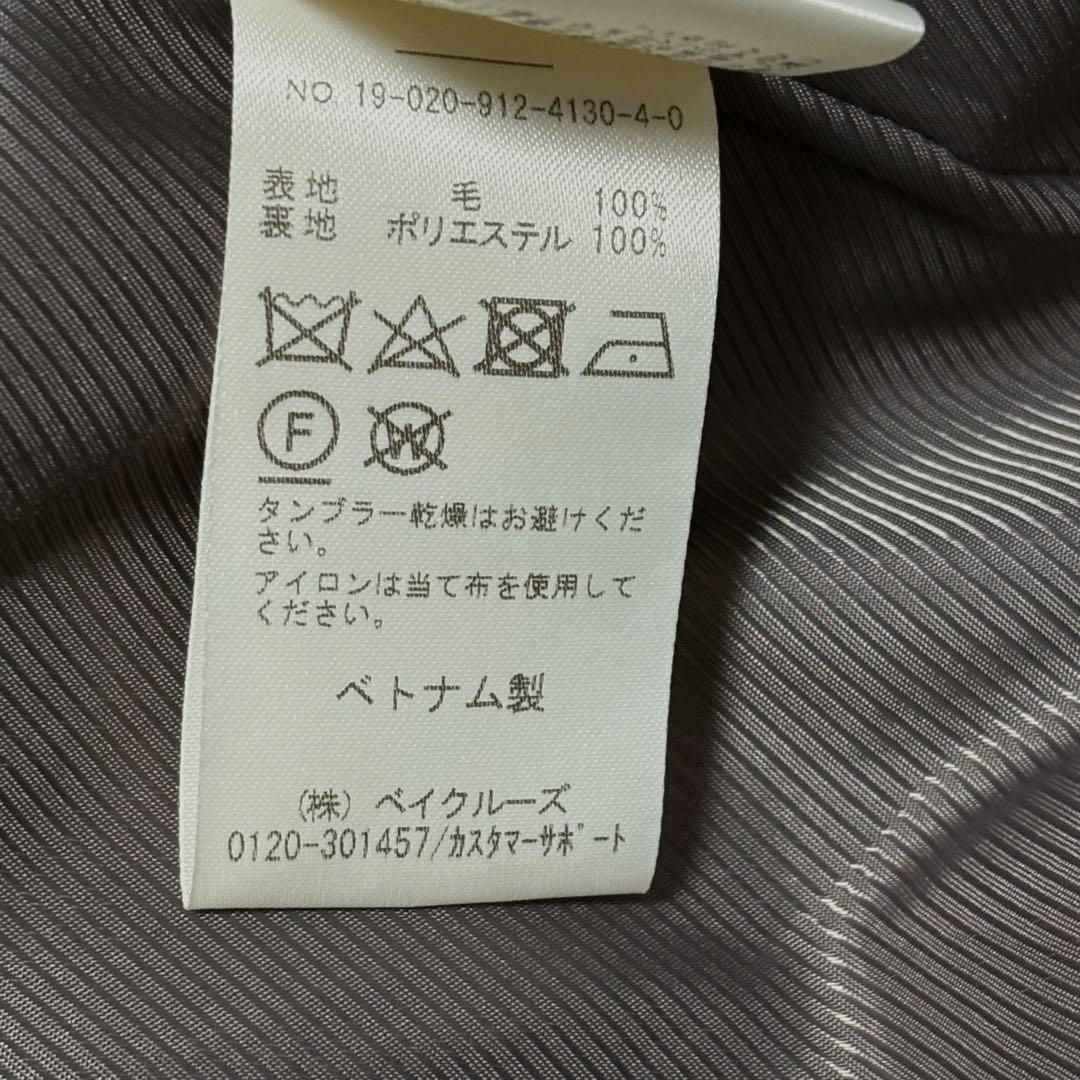 NO 19-020-912-4130-4-0
表地 毛 100%
裏地 ポリエステル 100%
F
W
タンブラー乾燥はお避けくだ
さい。
アイロンは当て布を使用して
ください。
ベトナム製
(株) ベイクルーズ
0120-301457/カスタマーサポート